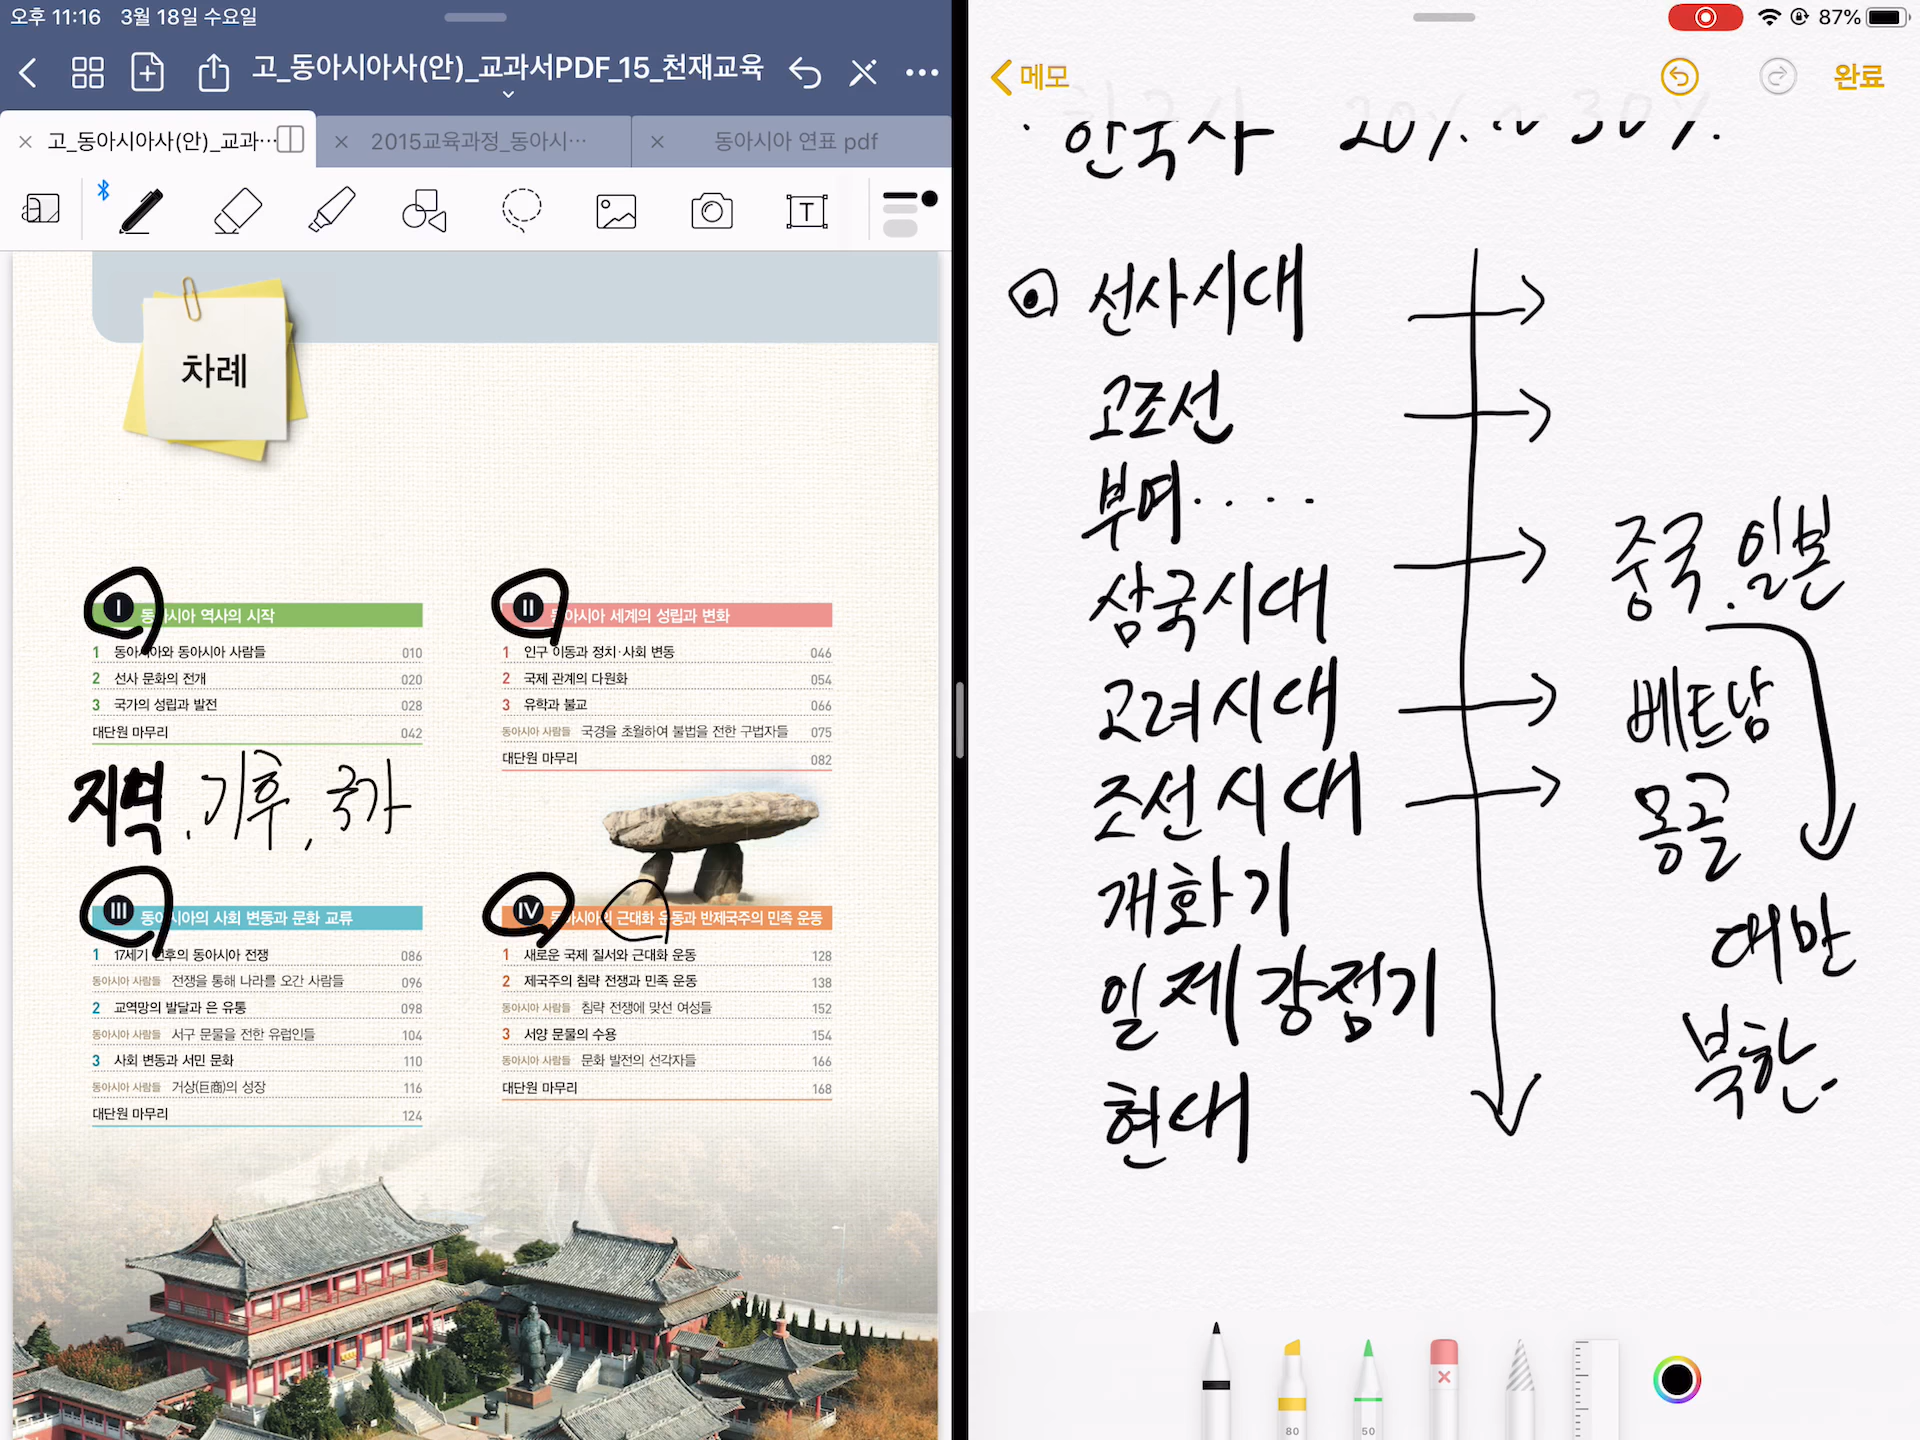 오후 11:16 3월 18일 수요일
87%
고_동아시아사(안)_교과서PDF_15_천재교육
고_동아시아사(안)_교과…
2015교육과정_동아시…
동아시아 연표 pdf
차례
I 동아시아 역사의 시작
1 동아시아와 동아시아 사람들 010
2 선사 문화의 전개 020
3 국가의 성립과 발전 028
대단원 마무리 042
지역, 기후, 국가
II 동아시아 세계의 성립과 변화
1 인구 이동과 정치·사회 변동 046
2 국제 관계의 다원화 054
3 유학과 불교 066
동아시아 사람들 국경을 초월하여 불법을 전한 구법자들 075
대단원 마무리 082
III 동아시아의 사회 변동과 문화 교류
1 17세기 전후의 동아시아 전쟁 086
동아시아 사람들 전쟁을 통해 나라를 오간 사람들 096
2 교역망의 발달과 은 유통 098
동아시아 사람들 서구 문물을 전한 유럽인들 104
3 사회 변동과 서민 문화 110
동아시아 사람들 거상(巨商)의 성장 116
대단원 마무리 124
IV 동아시아의 근대화 운동과 반제국주의 민족 운동
1 새로운 국제 질서와 근대화 운동 128
2 제국주의 침략 전쟁과 민족 운동 138
동아시아 사람들 침략 전쟁에 맞선 여성들 152
3 서양 문물의 수용 154
동아시아 사람들 문화 발전의 선각자들 166
대단원 마무리 168
메모
완료
· 한국사 20%~30%.
선사시대
고조선
부여·····
삼국시대
고려시대
조선시대
개화기
일제강점기
현대
중국.일본
베트남
몽골
대만
북한.
80
50